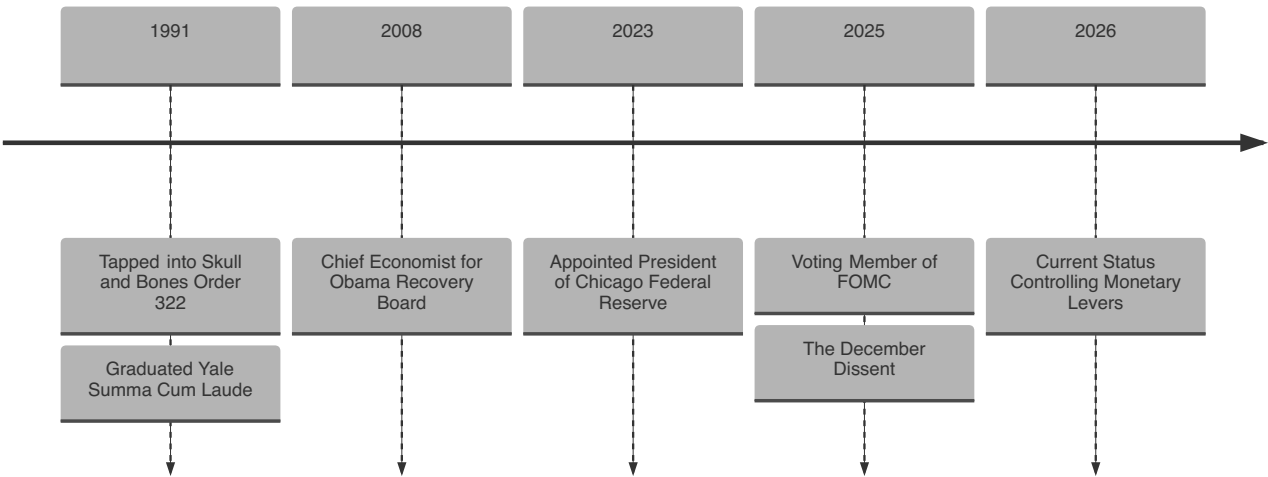 1991
2008
2023
2025
2026
Tapped into Skull
and Bones Order
322
Graduated Yale
Summa Cum Laude
Chief Economist for
Obama Recovery
Board
Appointed President
of Chicago Federal
Reserve
Voting Member of
FOMC
The December
Dissent
Current Status
Controlling Monetary
Levers